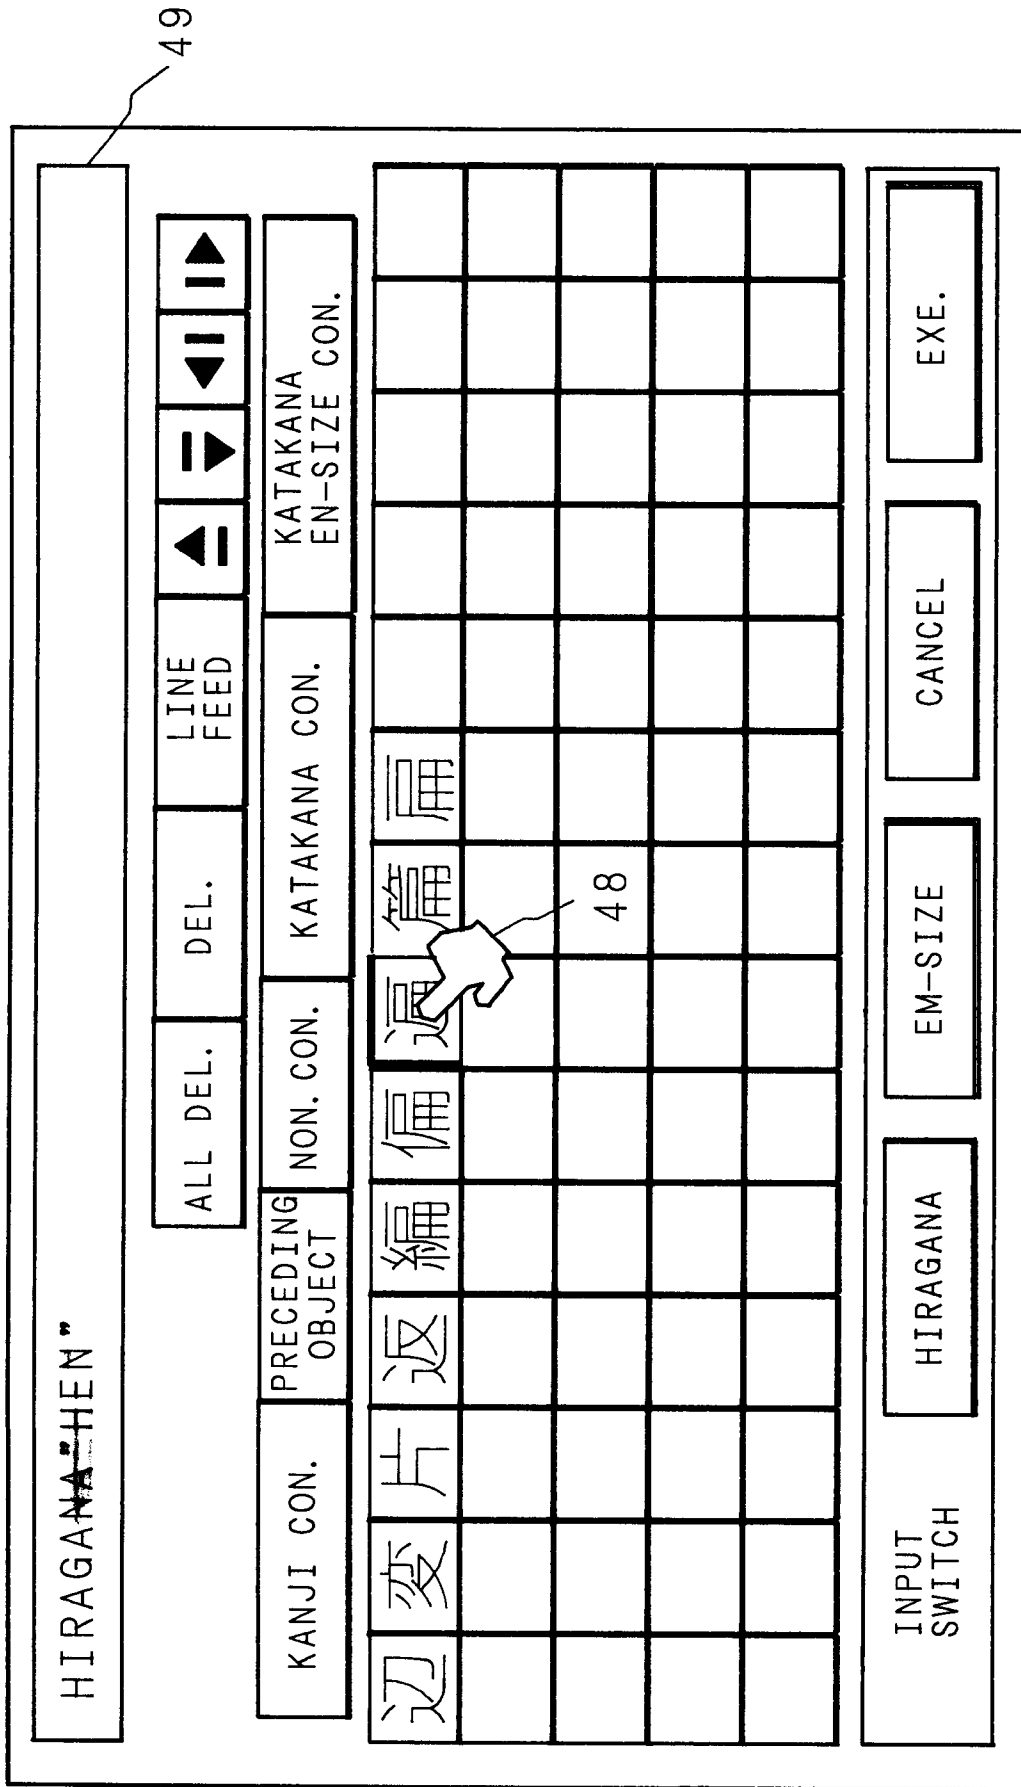 49
HIRAGANA"HEN"
ALL DEL.
DEL.
LINE
FEED
KANJI CON.
PRECEDING
OBJECT
NON. CON.
KATAKANA CON.
KATAKANA
EN-SIZE CON.
辺 変 片 返 編 偏 遍 篇 扁
48
INPUT
SWITCH
HIRAGANA
EM-SIZE
CANCEL
EXE.